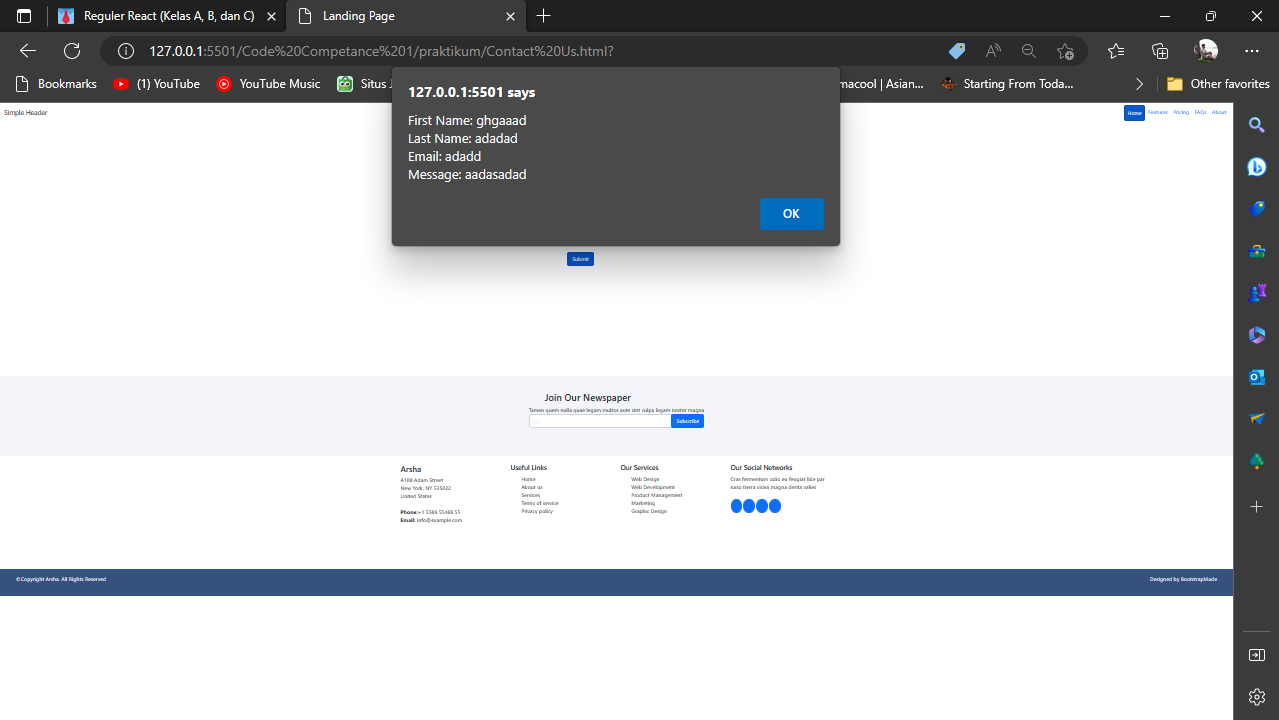 Reguler React (Kelas A, B, dan C)
Landing Page
127.0.0.1:5501/Code%20Competance%201/praktikum/Contact%20Us.html?
Bookmarks
(1) YouTube
YouTube Music
Situs J
macool | Asian...
Starting From Toda...
Other favorites
127.0.0.1:5501 says
First Name: ghgaaad
Last Name: adadad
Email: adadd
Message: aadasadad
OK
Simple Header
Home Features Pricing FAQs About
Submit
Join Our Newspaper
Tamen quem nulla quae legam multos aute sint culpa legam noster magna
Subscribe
Arsha
A108 Adam Street
New York, NY 535022
United States
Phone:+1 5589 55488 55
Email: info@example.com
Useful Links
Home
About us
Services
Terms of service
Privacy policy
Our Services
Web Design
Web Development
Product Management
Marketing
Graphic Design
Our Social Networks
Cras fermentum odio eu feugiat lide par
naso tierra videa magna derita valies
©Copyright Arsha. All Rights Reserved
Designed by BootstrapMade